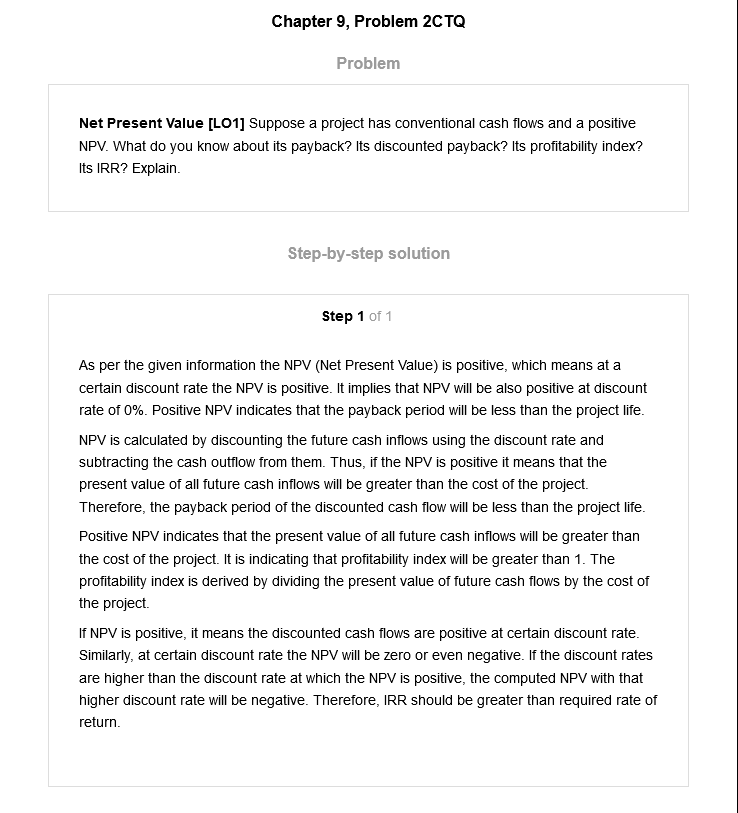 Chapter 9, Problem 2CTQ
Problem
Net Present Value [LO1] Suppose a project has conventional cash flows and a positive
NPV. What do you know about its payback? Its discounted payback? Its profitability index?
Its IRR? Explain.
Step-by-step solution
Step 1 of 1
As per the given information the NPV (Net Present Value) is positive, which means at a
certain discount rate the NPV is positive. It implies that NPV will be also positive at discount
rate of 0%. Positive NPV indicates that the payback period will be less than the project life.
NPV is calculated by discounting the future cash inflows using the discount rate and
subtracting the cash outflow from them. Thus, if the NPV is positive it means that the
present value of all future cash inflows will be greater than the cost of the project.
Therefore, the payback period of the discounted cash flow will be less than the project life.
Positive NPV indicates that the present value of all future cash inflows will be greater than
the cost of the project. It is indicating that profitability index will be greater than 1. The
profitability index is derived by dividing the present value of future cash flows by the cost of
the project.
If NPV is positive, it means the discounted cash flows are positive at certain discount rate.
Similarly, at certain discount rate the NPV will be zero or even negative. If the discount rates
are higher than the discount rate at which the NPV is positive, the computed NPV with that
higher discount rate will be negative. Therefore, IRR should be greater than required rate of
return.